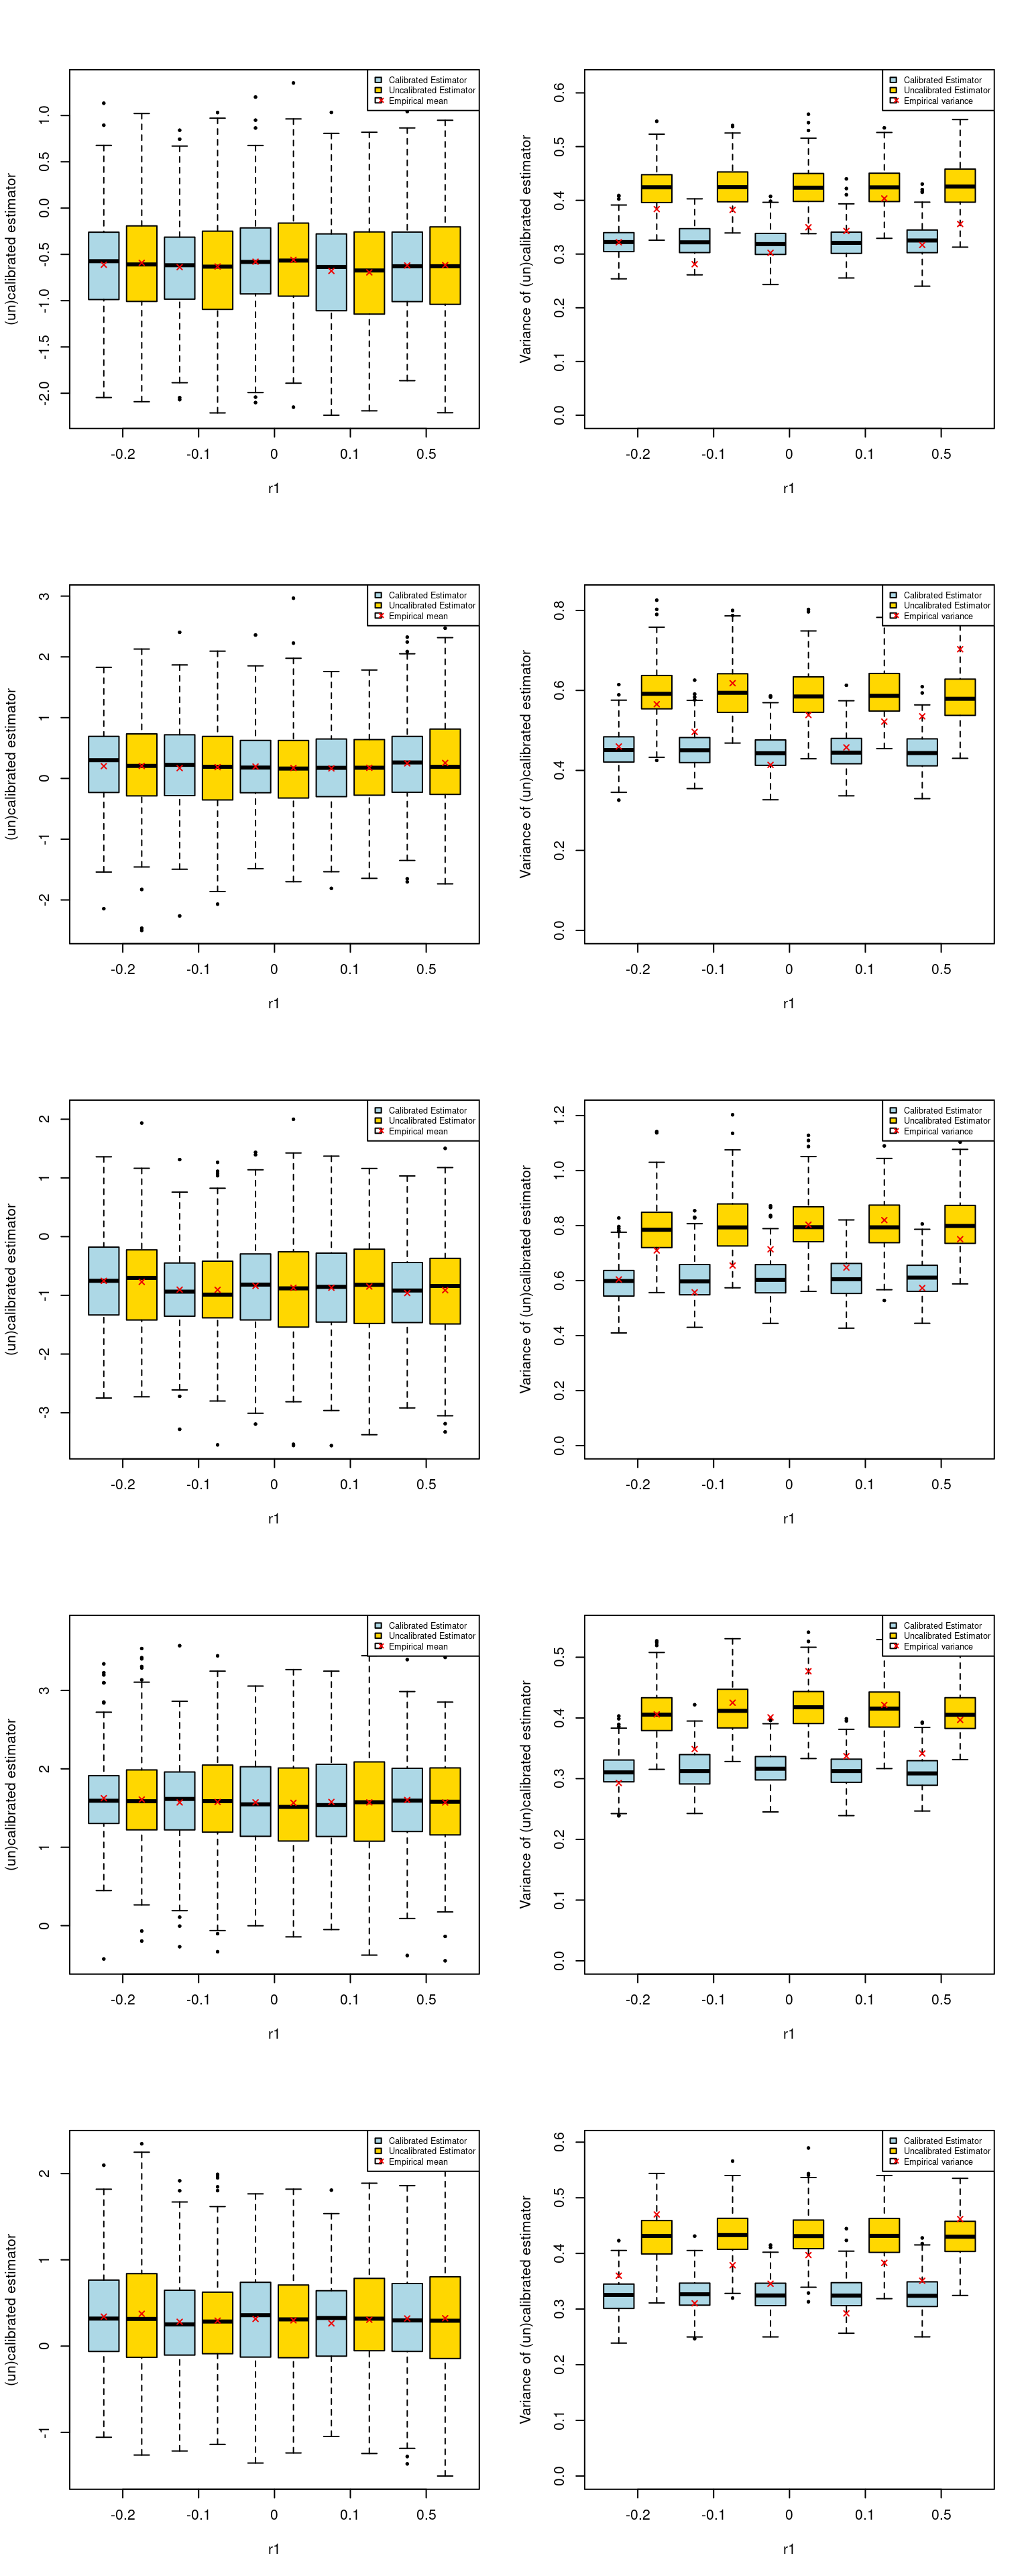 Calibrated Estimator
Uncalibrated Estimator
Empirical mean
(un)calibrated estimator
1.0
0.5
0.0
-0.5
-1.0
-1.5
-2.0
-0.2 -0.1 0 0.1 0.5
r1
Calibrated Estimator
Uncalibrated Estimator
Empirical variance
Variance of (un)calibrated estimator
0.6
0.5
0.4
0.3
0.2
0.1
0.0
-0.2 -0.1 0 0.1 0.5
r1
Calibrated Estimator
Uncalibrated Estimator
Empirical mean
(un)calibrated estimator
3
2
1
0
-1
-2
-0.2 -0.1 0 0.1 0.5
r1
Calibrated Estimator
Uncalibrated Estimator
Empirical variance
Variance of (un)calibrated estimator
0.8
0.6
0.4
0.2
0.0
-0.2 -0.1 0 0.1 0.5
r1
Calibrated Estimator
Uncalibrated Estimator
Empirical mean
(un)calibrated estimator
2
1
0
-1
-2
-3
-0.2 -0.1 0 0.1 0.5
r1
Calibrated Estimator
Uncalibrated Estimator
Empirical variance
Variance of (un)calibrated estimator
1.2
1.0
0.8
0.6
0.4
0.2
0.0
-0.2 -0.1 0 0.1 0.5
r1
Calibrated Estimator
Uncalibrated Estimator
Empirical mean
(un)calibrated estimator
3
2
1
0
-0.2 -0.1 0 0.1 0.5
r1
Calibrated Estimator
Uncalibrated Estimator
Empirical variance
Variance of (un)calibrated estimator
0.5
0.4
0.3
0.2
0.1
0.0
-0.2 -0.1 0 0.1 0.5
r1
Calibrated Estimator
Uncalibrated Estimator
Empirical mean
(un)calibrated estimator
2
1
0
-1
-0.2 -0.1 0 0.1 0.5
r1
Calibrated Estimator
Uncalibrated Estimator
Empirical variance
Variance of (un)calibrated estimator
0.6
0.5
0.4
0.3
0.2
0.1
0.0
-0.2 -0.1 0 0.1 0.5
r1